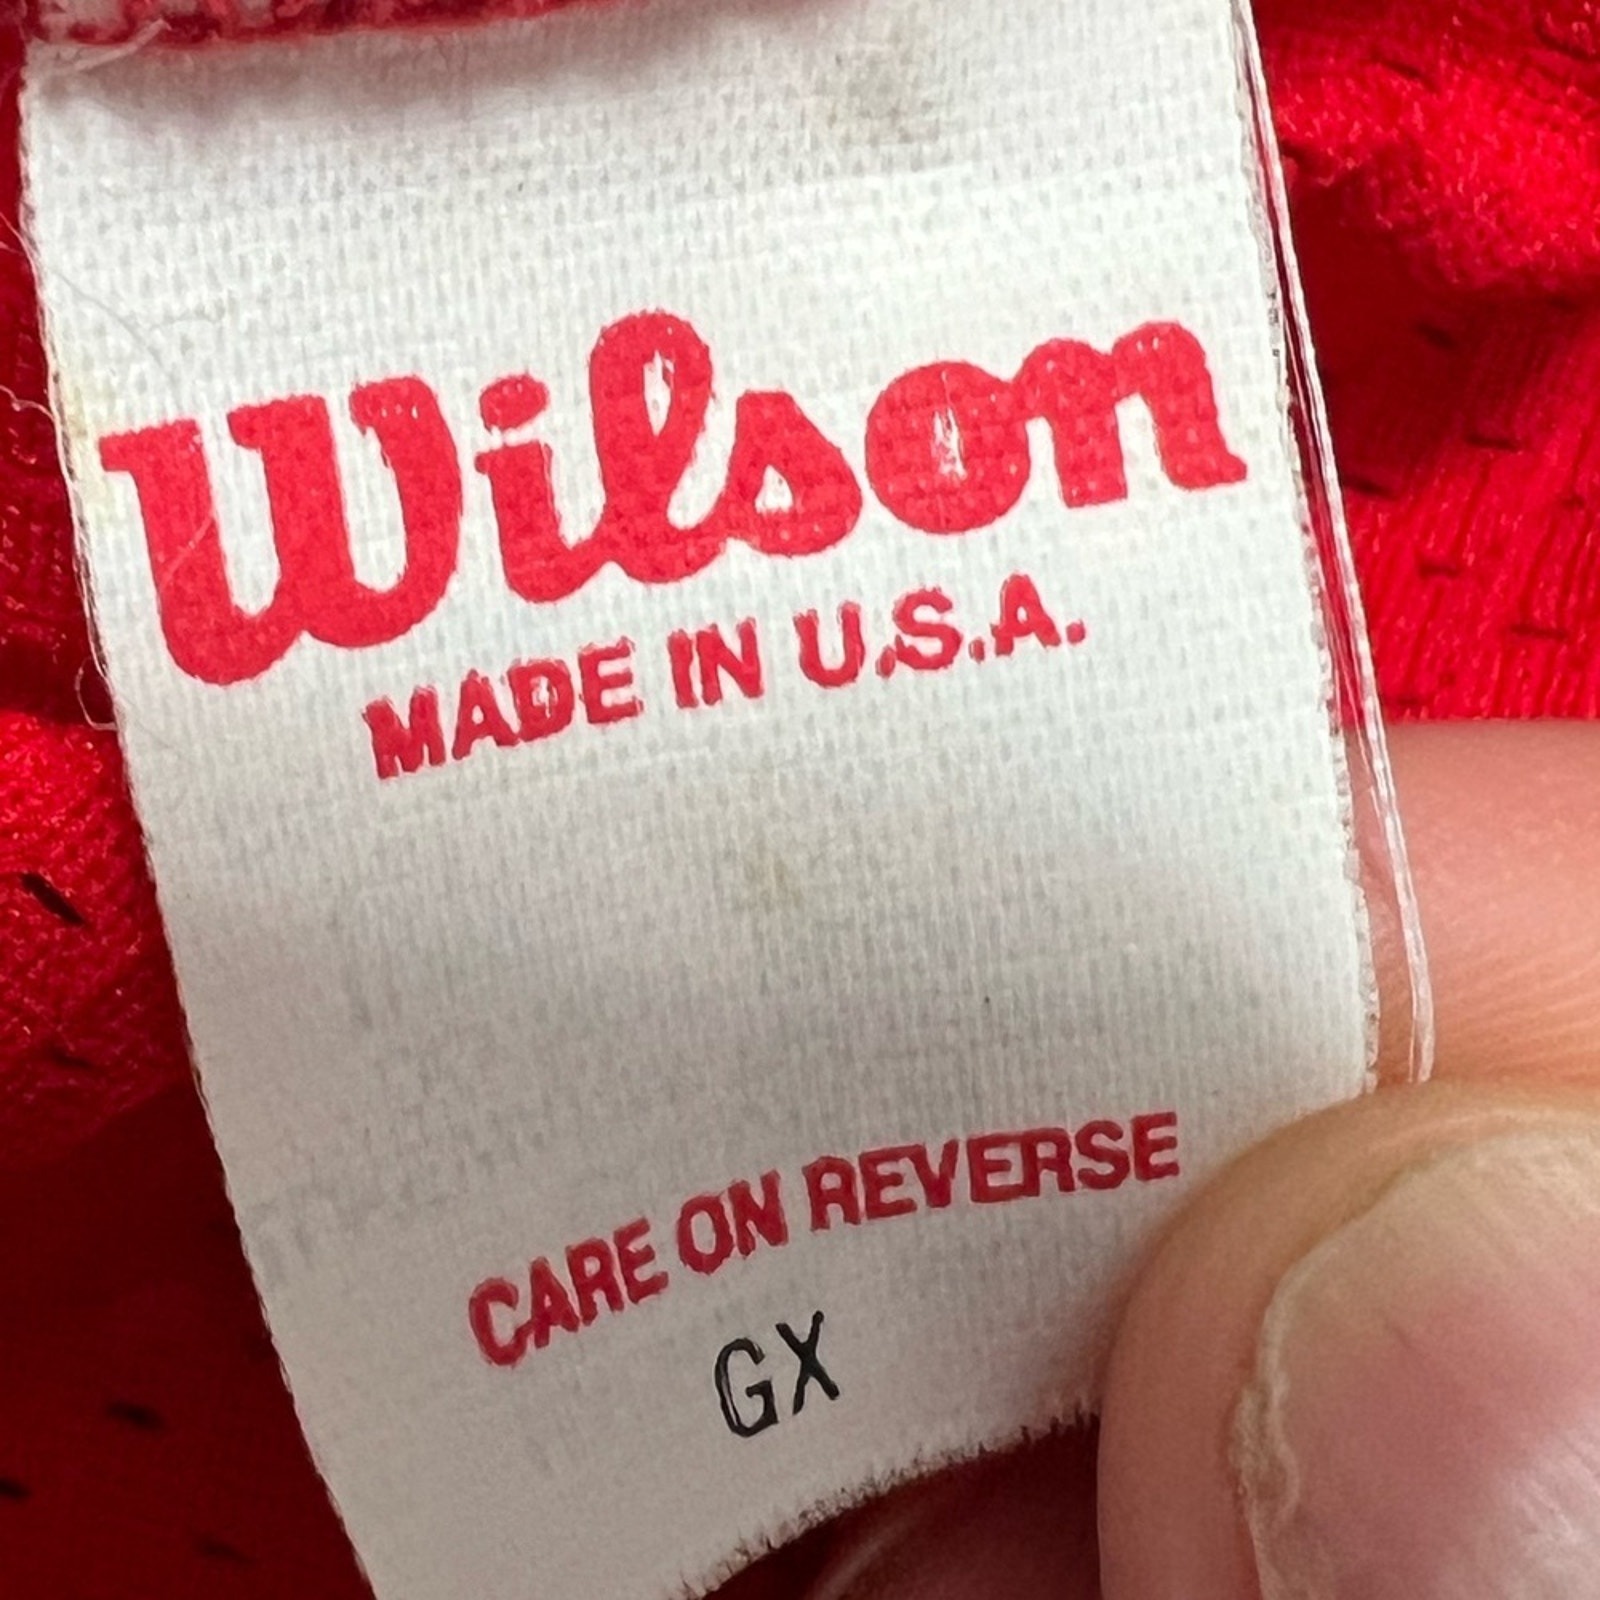 Wilson
MADE IN U.S.A.
CARE ON REVERSE
GX